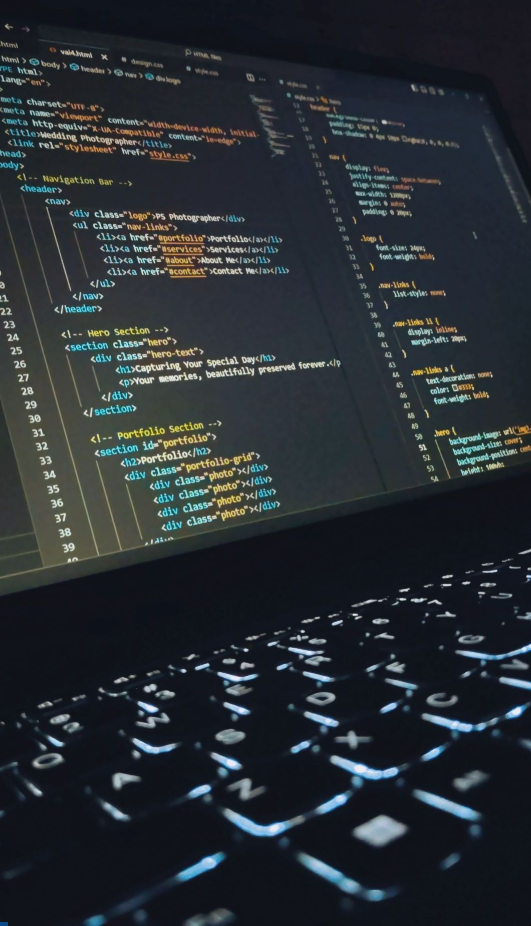 html
val4.html
design.css
style.css
html > body > header > nav > div.logo
html>
lang="en">
meta charset="UTF-8">
<meta name="viewport" content="width=device-width, initial-
<meta http-equiv="X-UA-Compatible" content="ie=edge">
<title>Wedding Photographer</title>
<link rel="stylesheet" href="style.css">
head>
body>
<!-- Navigation Bar -->
<header>
<nav>
<div class="logo">PS Photographer</div>
<ul class="nav-links">
<li><a href="#portfolio">Portfolio</a></li>
<li><a href="#services">Services</a></li>
<li><a href="#about">About Me</a></li>
<li><a href="#contact">Contact Me</a></li>
</ul>
21 </nav>
22 </header>
23
24 <!-- Hero Section -->
25 <section class="hero">
26 <div class="hero-text">
27 <h1>Capturing Your Special Day</h1>
28 <p>Your memories, beautifully preserved forever.</p
29 </div>
30 </section>
31
32 <!-- Portfolio Section -->
33 <section id="portfolio">
34 <h2>Portfolio</h2>
35 <div class="portfolio-grid">
36 <div class="photo"></div>
37 <div class="photo"></div>
38 <div class="photo"></div>
39 <div class="photo"></div>
style.css
header {
padding: 15px 0;
nav {
display: flex;
justify-content: space-between;
align-items: center;
max-width: 1200px;
margin: 0 auto;
padding: 0 20px;
}
.logo {
font-size: 24px;
font-weight: bold;
}
.nav-links {
list-style: none;
}
.nav-links li {
display: inline;
margin-left: 20px;
}
.nav-links a {
text-decoration: none;
color: #333;
font-weight: bold;
}
.hero {
background-image: url('img
background-size: cover;
background-position: cent
height: 100vh;
W E R
A S D F
Z X C